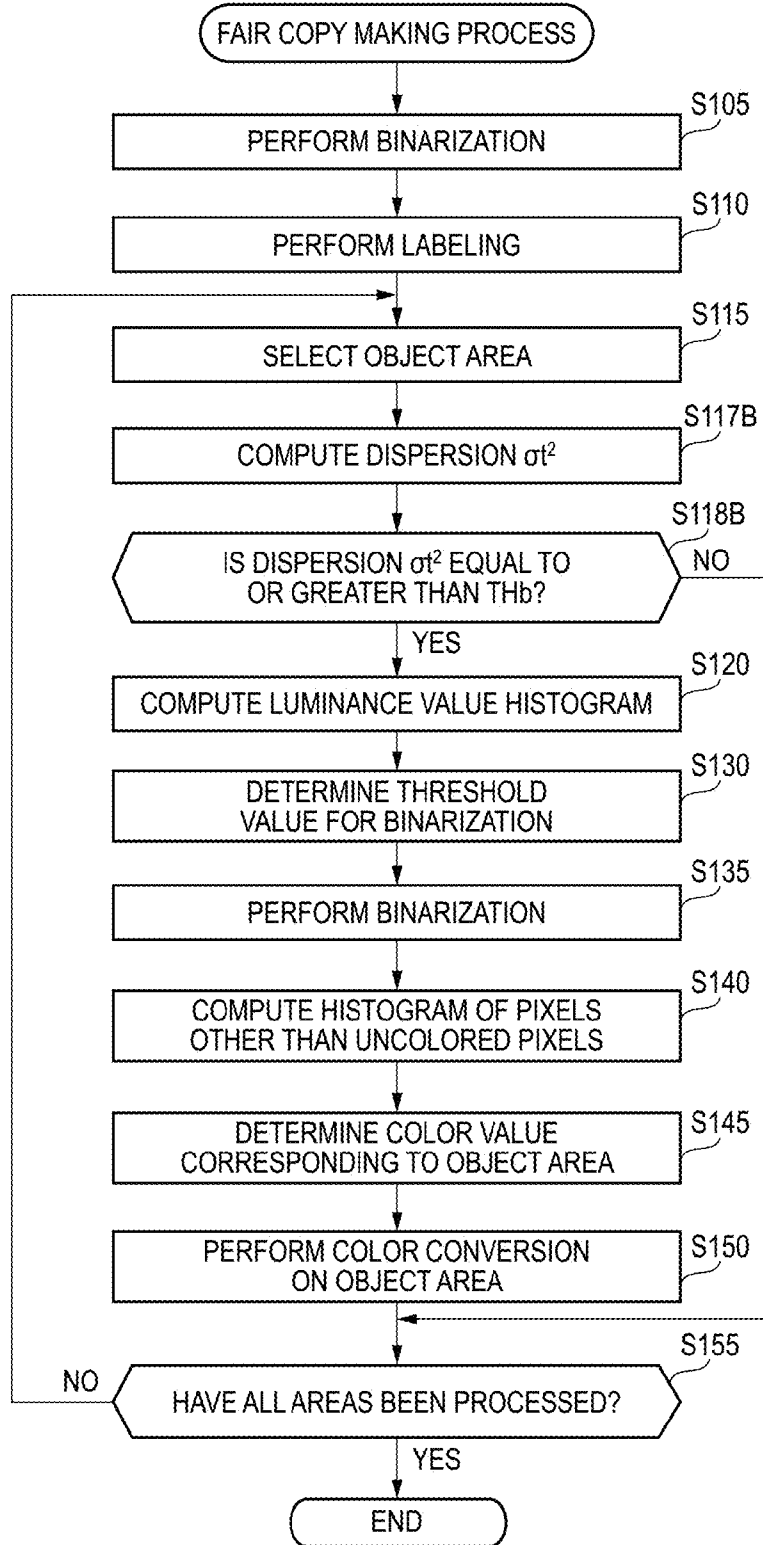 FAIR COPY MAKING PROCESS
S105
PERFORM BINARIZATION
S110
PERFORM LABELING
S115
SELECT OBJECT AREA
S117B
COMPUTE DISPERSION σt²
S118B
IS DISPERSION σt² EQUAL TO
OR GREATER THAN THb?
NO
YES
S120
COMPUTE LUMINANCE VALUE HISTOGRAM
S130
DETERMINE THRESHOLD
VALUE FOR BINARIZATION
S135
PERFORM BINARIZATION
S140
COMPUTE HISTOGRAM OF PIXELS
OTHER THAN UNCOLORED PIXELS
S145
DETERMINE COLOR VALUE
CORRESPONDING TO OBJECT AREA
S150
PERFORM COLOR CONVERSION
ON OBJECT AREA
S155
NO
HAVE ALL AREAS BEEN PROCESSED?
YES
END